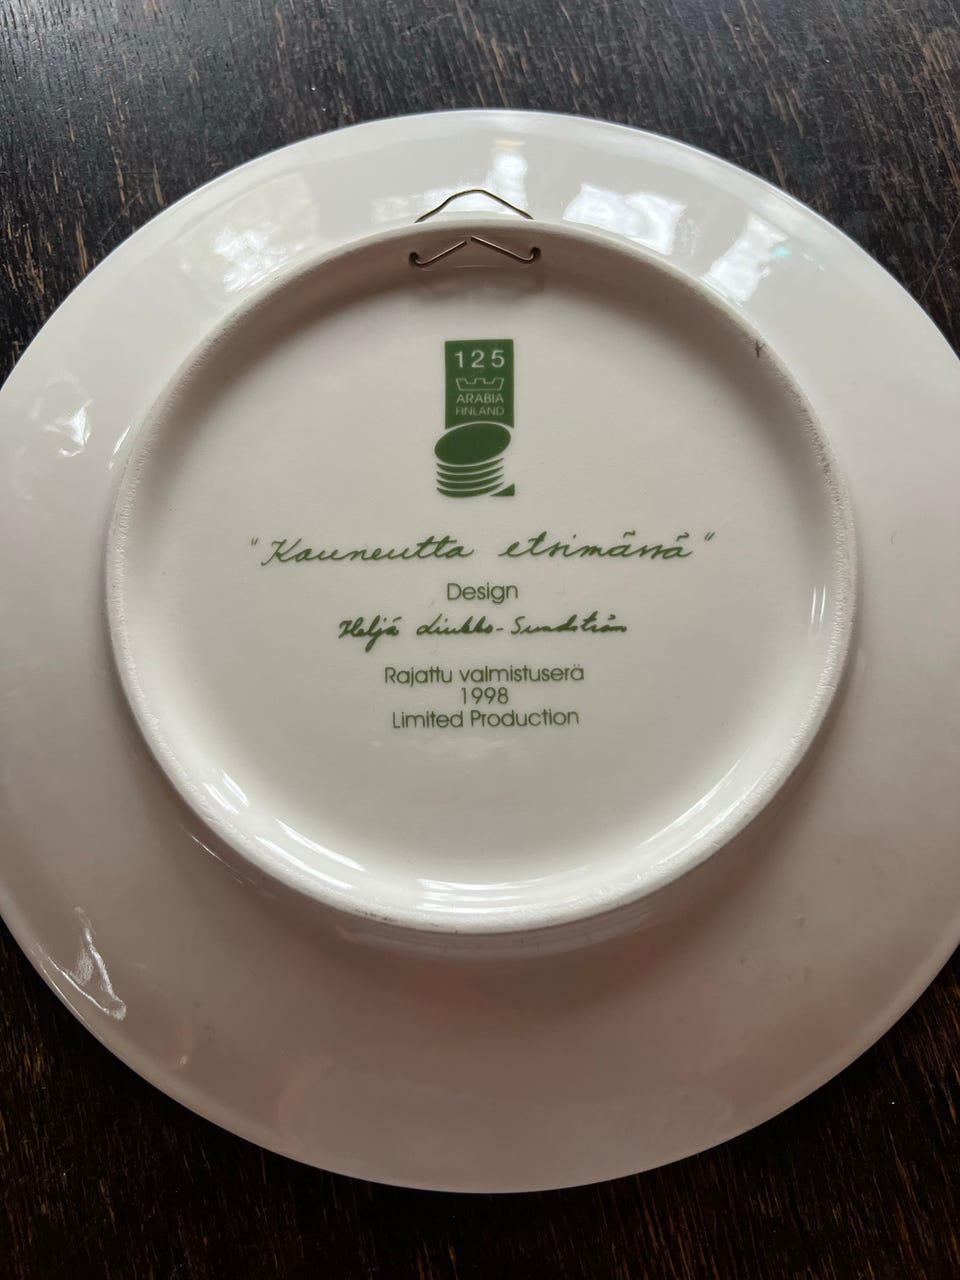 125
ARABIA
FINLAND
"Kauneutta etsimässä"
Design
Heljä Liukko-Sundström
Rajattu valmistuserä
1998
Limited Production